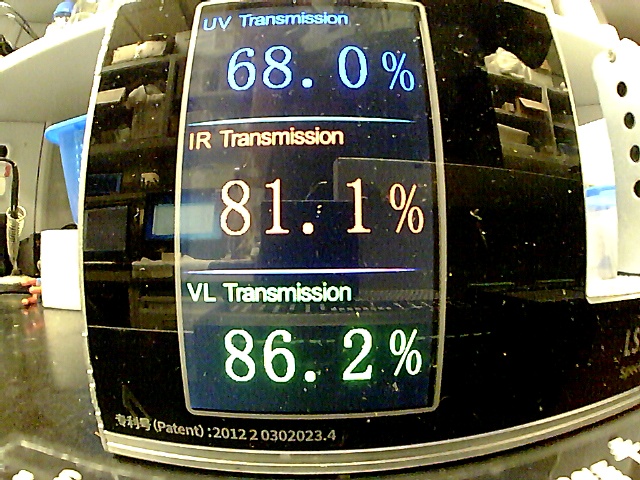 UV Transmission
68.0%
IR Transmission
81.1%
VL Transmission
86.2%
LS
专利号(Patent):2012 2 0302023.4